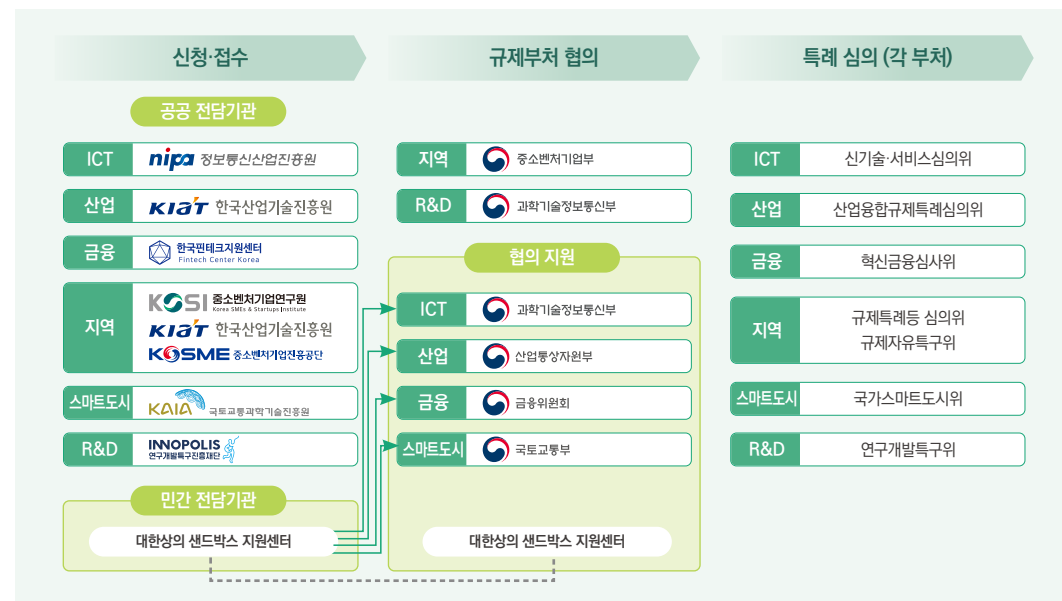 신청·접수
규제부처 협의
특례 심의 (각 부처)
공공 전담기관
ICT
nipa 정보통신산업진흥원
산업
KIAT 한국산업기술진흥원
금융
한국핀테크지원센터
Fintech Center Korea
지역
KOSI 중소벤처기업연구원
Korea SMEs & Startups Institute
KIAT 한국산업기술진흥원
KOSME 중소벤처기업진흥공단
스마트도시
KAIA 국토교통과학기술진흥원
R&D
INNOPOLIS
연구개발특구진흥재단
민간 전담기관
대한상의 샌드박스 지원센터
지역
중소벤처기업부
R&D
과학기술정보통신부
협의 지원
ICT
과학기술정보통신부
산업
산업통상자원부
금융
금융위원회
스마트도시
국토교통부
대한상의 샌드박스 지원센터
ICT
신기술·서비스심의위
산업
산업융합규제특례심의위
금융
혁신금융심사위
지역
규제특례등 심의위
규제자유특구위
스마트도시
국가스마트도시위
R&D
연구개발특구위